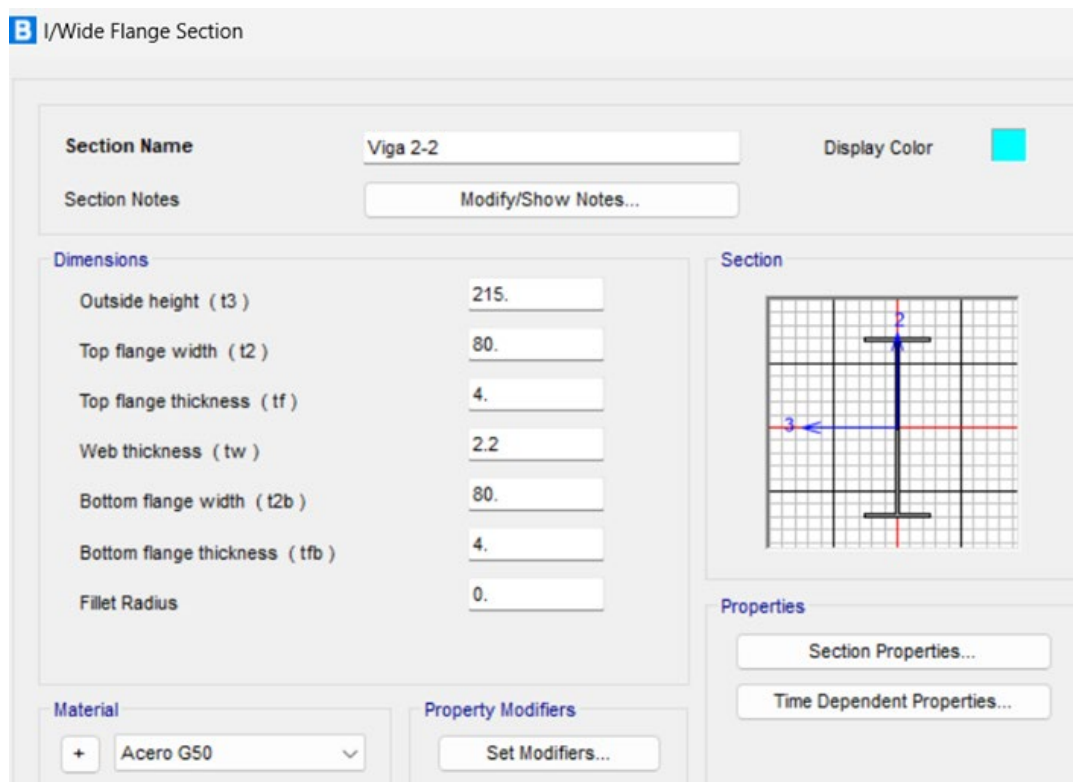 B I/Wide Flange Section
Section Name Viga 2-2 Display Color
Section Notes Modify/Show Notes...
Dimensions
Outside height ( t3 ) 215.
Top flange width ( t2 ) 80.
Top flange thickness ( tf ) 4.
Web thickness ( tw ) 2.2
Bottom flange width ( t2b ) 80.
Bottom flange thickness ( tfb ) 4.
Fillet Radius 0.
Section
2
3
Material
+ Acero G50
Property Modifiers
Set Modifiers...
Properties
Section Properties...
Time Dependent Properties...